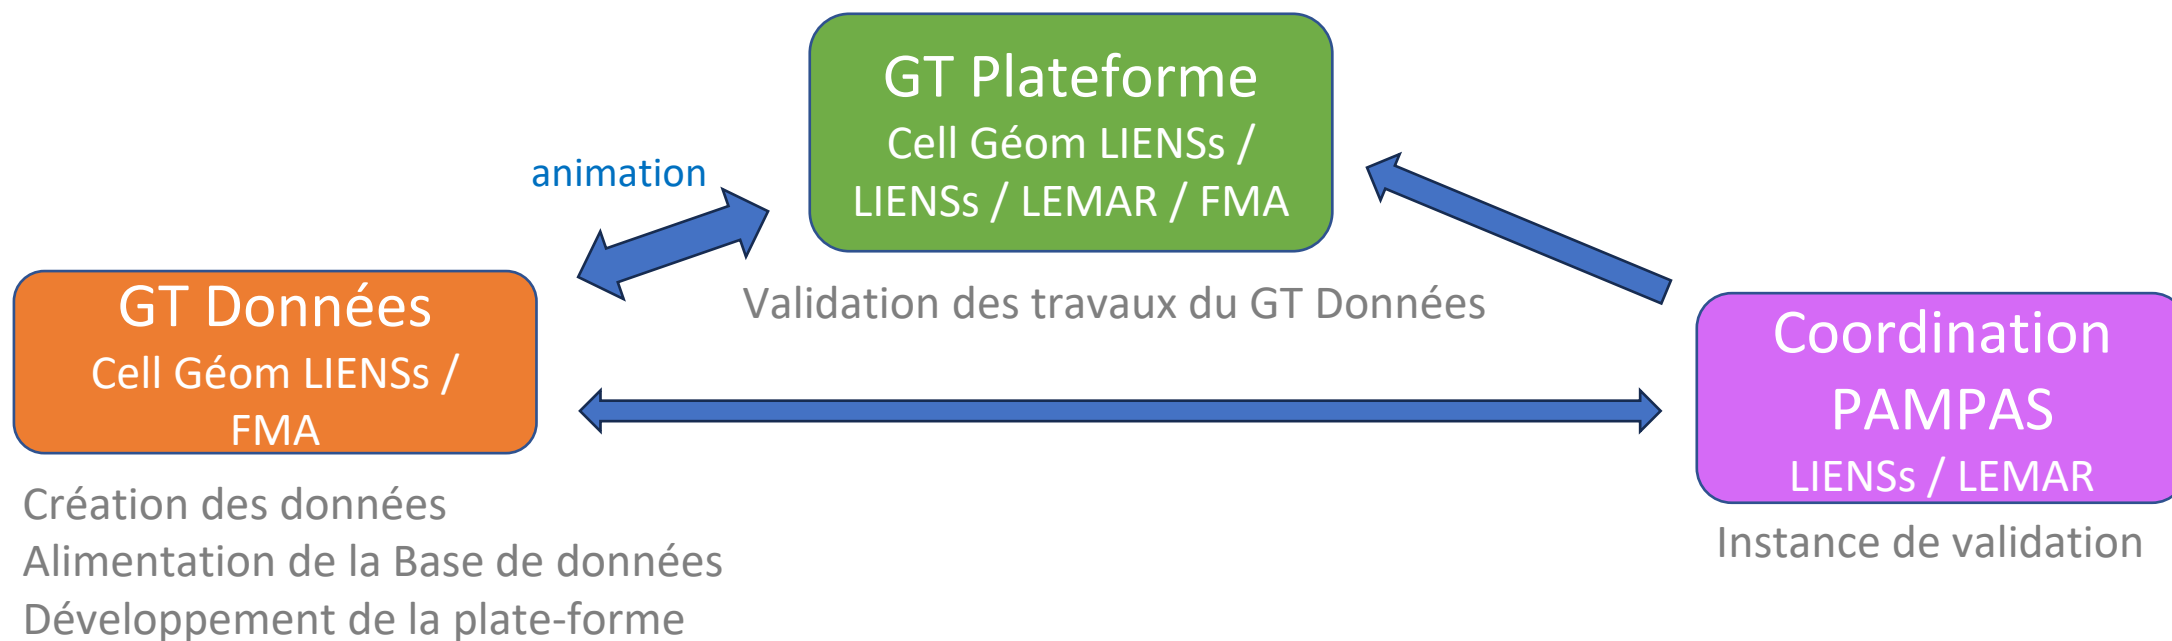 GT Plateforme
Cell Géom LIENSs /
LIENSs / LEMAR / FMA
animation
GT Données
Cell Géom LIENSs /
FMA
Validation des travaux du GT Données
Coordination
PAMPAS
LIENSs / LEMAR
Création des données
Alimentation de la Base de données
Développement de la plate-forme
Instance de validation